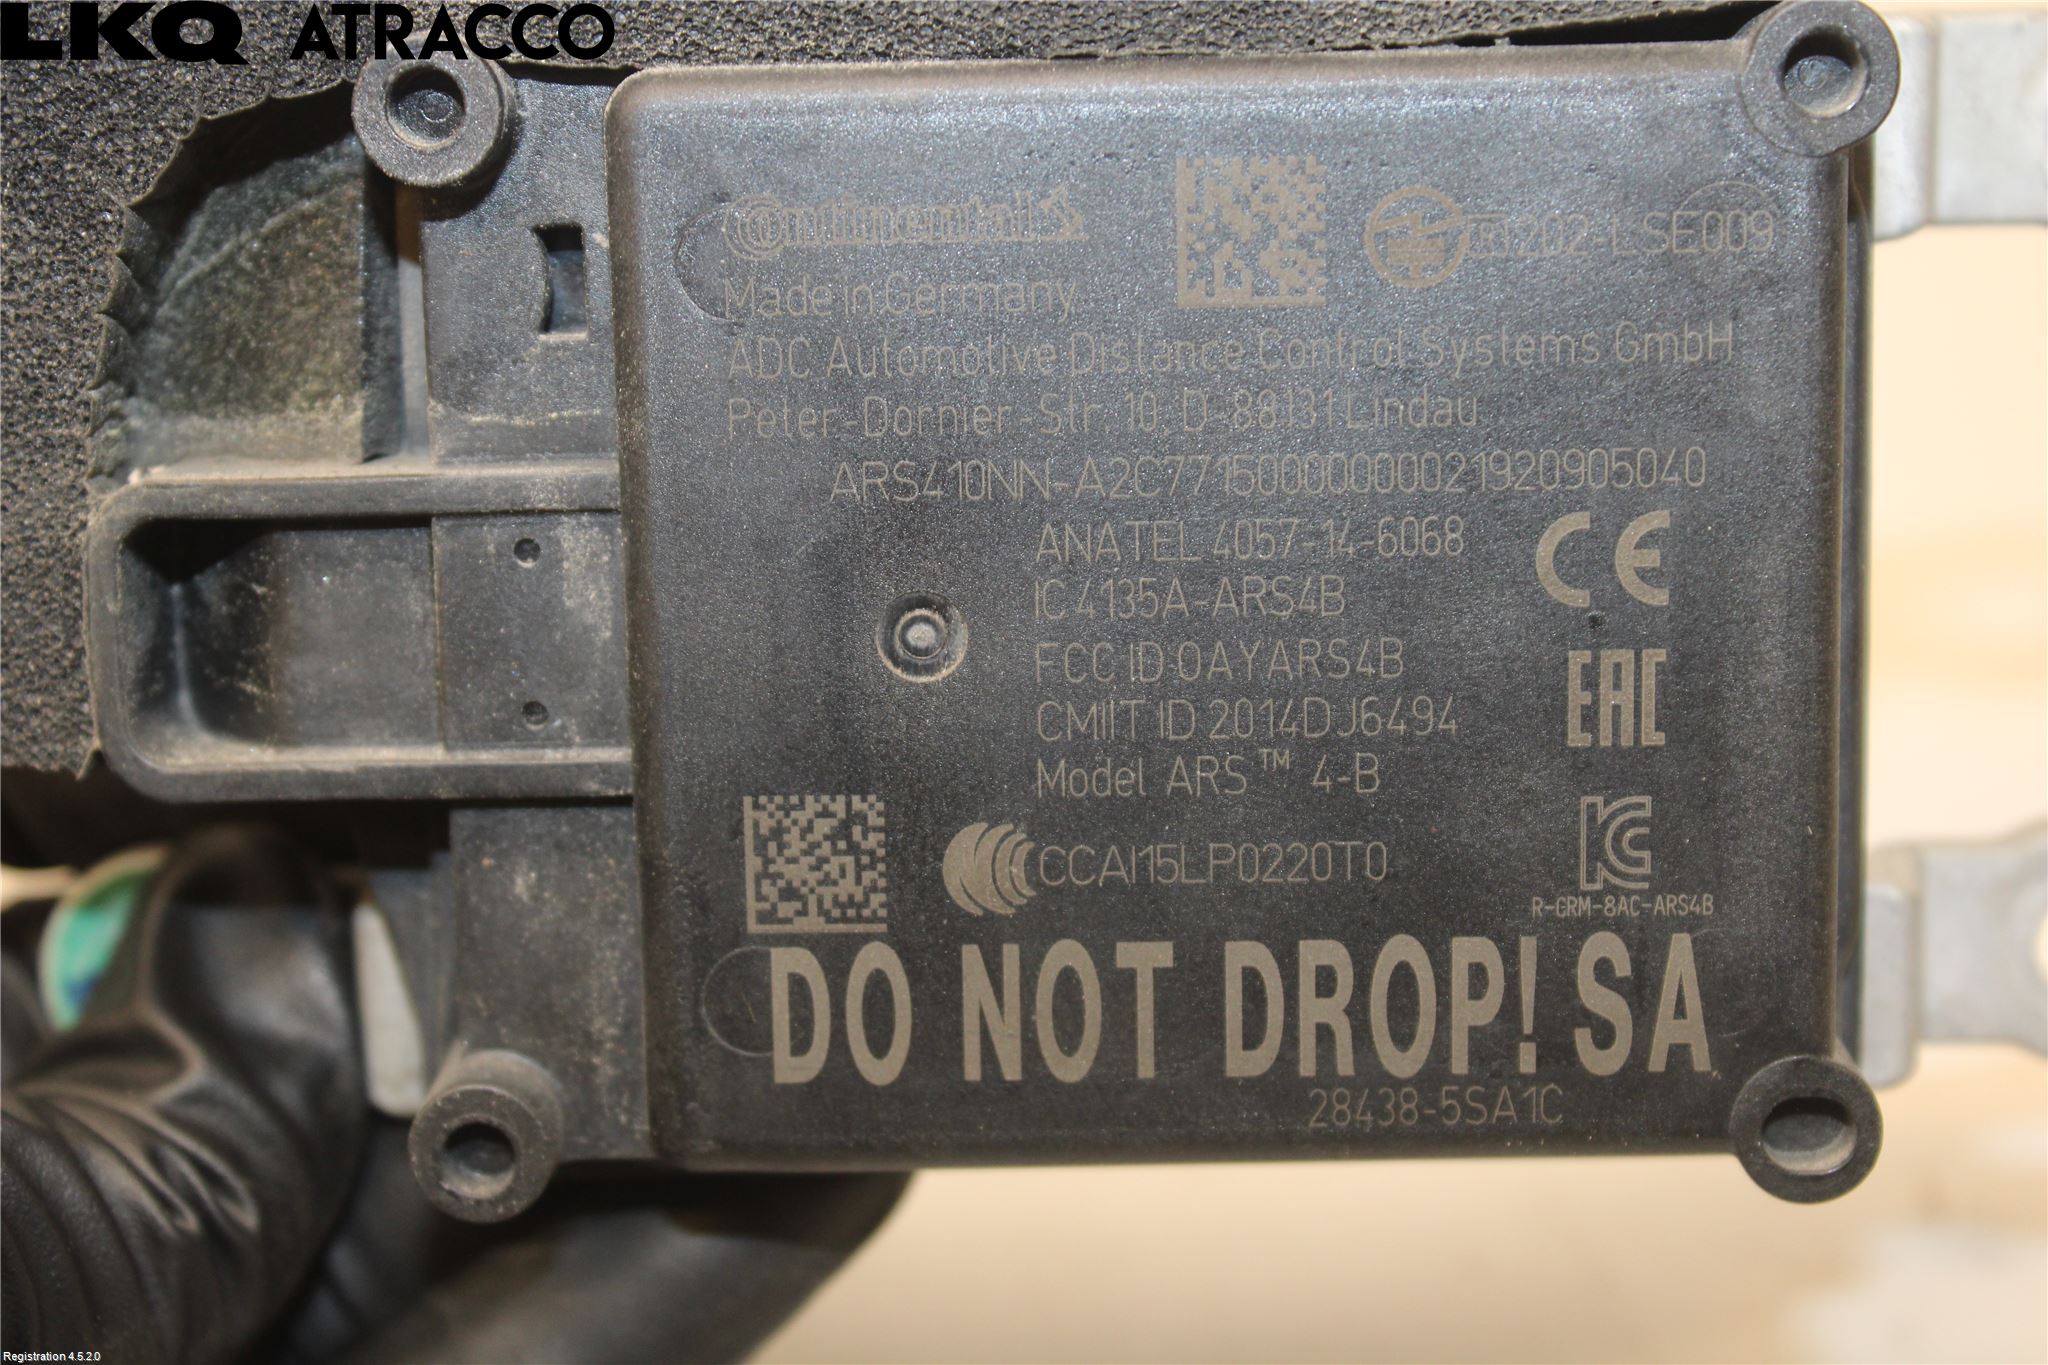 LKQ ATRACCO
Continental
R 202-LSE009
Made in Germany
ADC Automotive Distance Control Systems GmbH
Peter-Dornier-Str. 10, D-88131 Lindau
ARS410NN-A2C7715000000021920905040
ANATEL 4057-14-6068
CE
IC 4135A-ARS4B
FCC ID OAYARS4B
EAC
CMIIT ID 2014DJ6494
Model ARS™ 4-B
CCAI15LP0220T0
KC
R-CRM-8AC-ARS4B
DO NOT DROP! SA
28438-5SA1C
Registration 4.5.2.0